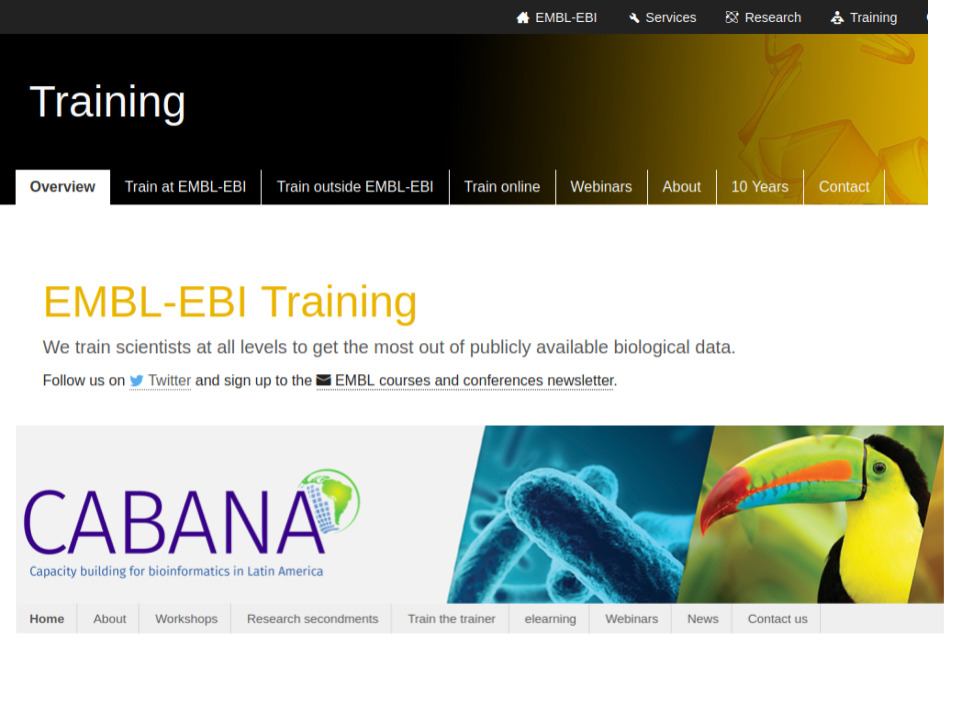 EMBL-EBI Services Research Training
Training
Overview Train at EMBL-EBI Train outside EMBL-EBI Train online Webinars About 10 Years Contact
EMBL-EBI Training
We train scientists at all levels to get the most out of publicly available biological data.
Follow us on Twitter and sign up to the EMBL courses and conferences newsletter.
CABANA
Capacity building for bioinformatics in Latin America
Home About Workshops Research secondments Train the trainer elearning Webinars News Contact us